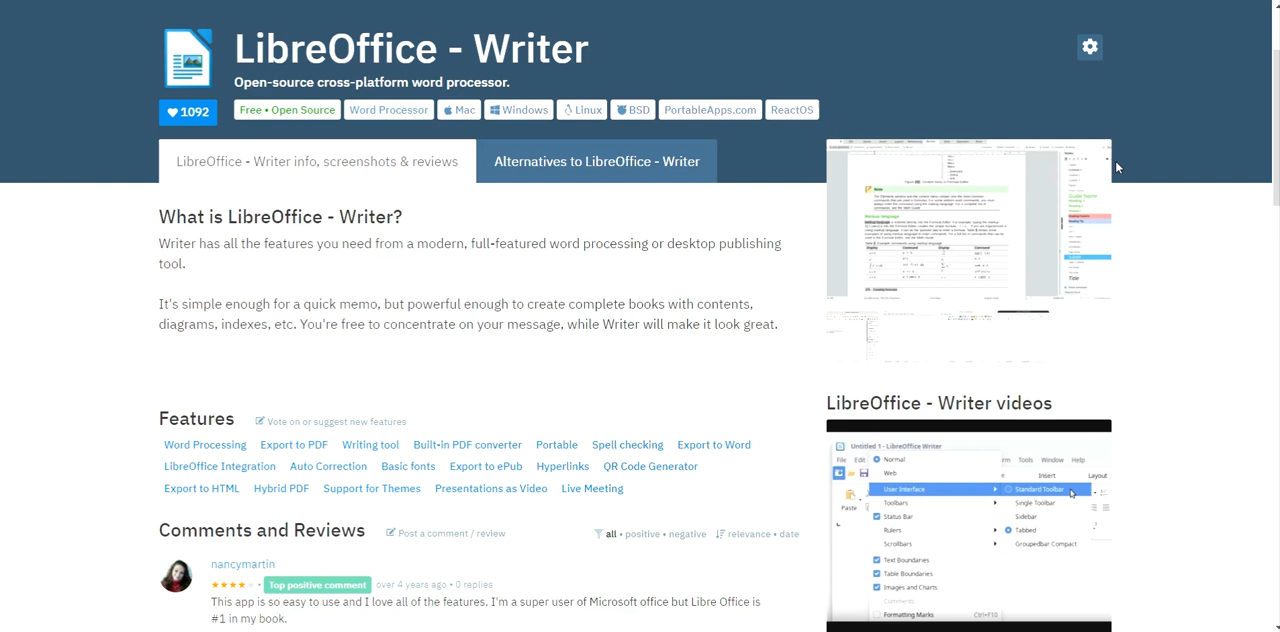 LibreOffice - Writer
Open-source cross-platform word processor.
1092
Free • Open Source
Word Processor
Mac
Windows
Linux
BSD
PortableApps.com
ReactOS
LibreOffice - Writer info, screenshots & reviews
Alternatives to LibreOffice - Writer
What is LibreOffice - Writer?
Writer has all the features you need from a modern, full-featured word processing or desktop publishing
tool.
It's simple enough for a quick memo, but powerful enough to create complete books with contents,
diagrams, indexes, etc. You're free to concentrate on your message, while Writer will make it look great.
Note
Markup language
Title
Features
Vote on or suggest new features
Word Processing Export to PDF Writing tool Built-in PDF converter Portable Spell checking Export to Word
LibreOffice Integration Auto Correction Basic fonts Export to ePub Hyperlinks QR Code Generator
Export to HTML Hybrid PDF Support for Themes Presentations as Video Live Meeting
Comments and Reviews
Post a comment / review
all • positive • negative
relevance • date
nancymartin
Top positive comment
over 4 years ago • 0 replies
This app is so easy to use and I love all of the features. I'm a super user of Microsoft office but Libre Office is
#1 in my book.
LibreOffice - Writer videos
Untitled 1 - LibreOffice Writer
File Edit
Tools Window Help
Normal
Web
Insert Layout
User Interface
Standard Toolbar
Paste
Toolbars
Single Toolbar
Status Bar
Sidebar
Rulers
Tabbed
Scrollbars
Groupedbar Compact
Text Boundaries
Table Boundaries
Images and Charts
Comments
Formatting Marks Ctrl+F10